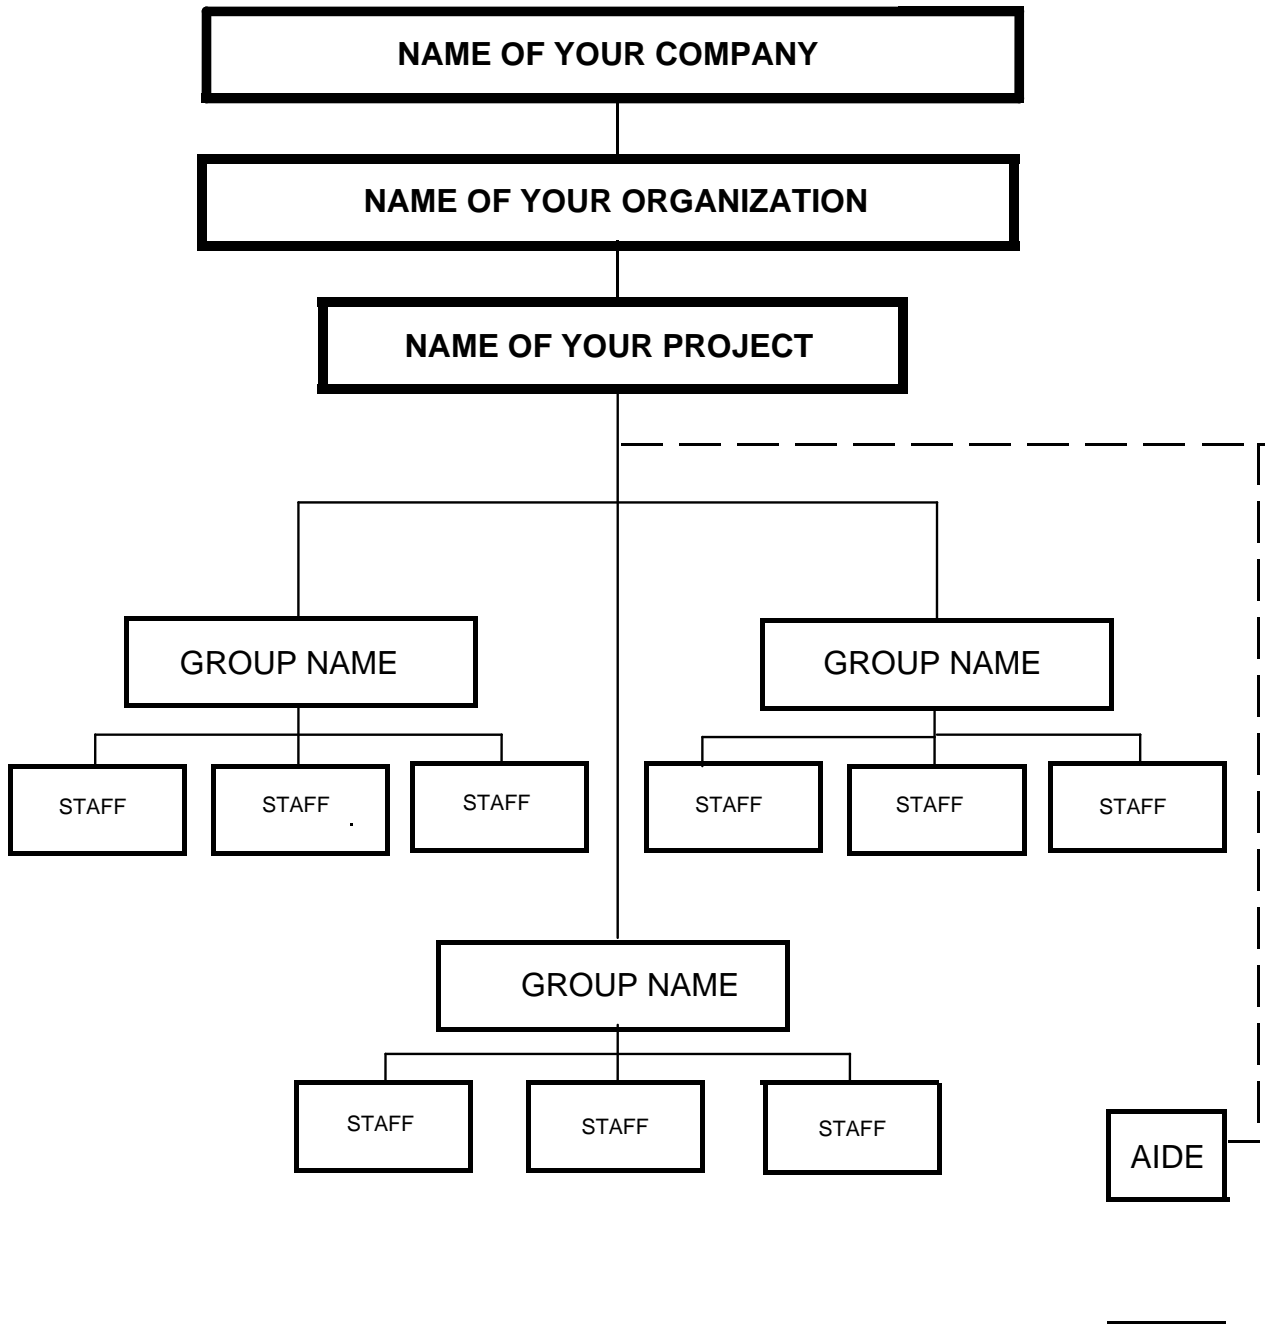 NAME OF YOUR COMPANY
NAME OF YOUR ORGANIZATION
NAME OF YOUR PROJECT
GROUP NAME
GROUP NAME
STAFF
STAFF
STAFF
STAFF
STAFF
STAFF
GROUP NAME
STAFF
STAFF
STAFF
AIDE